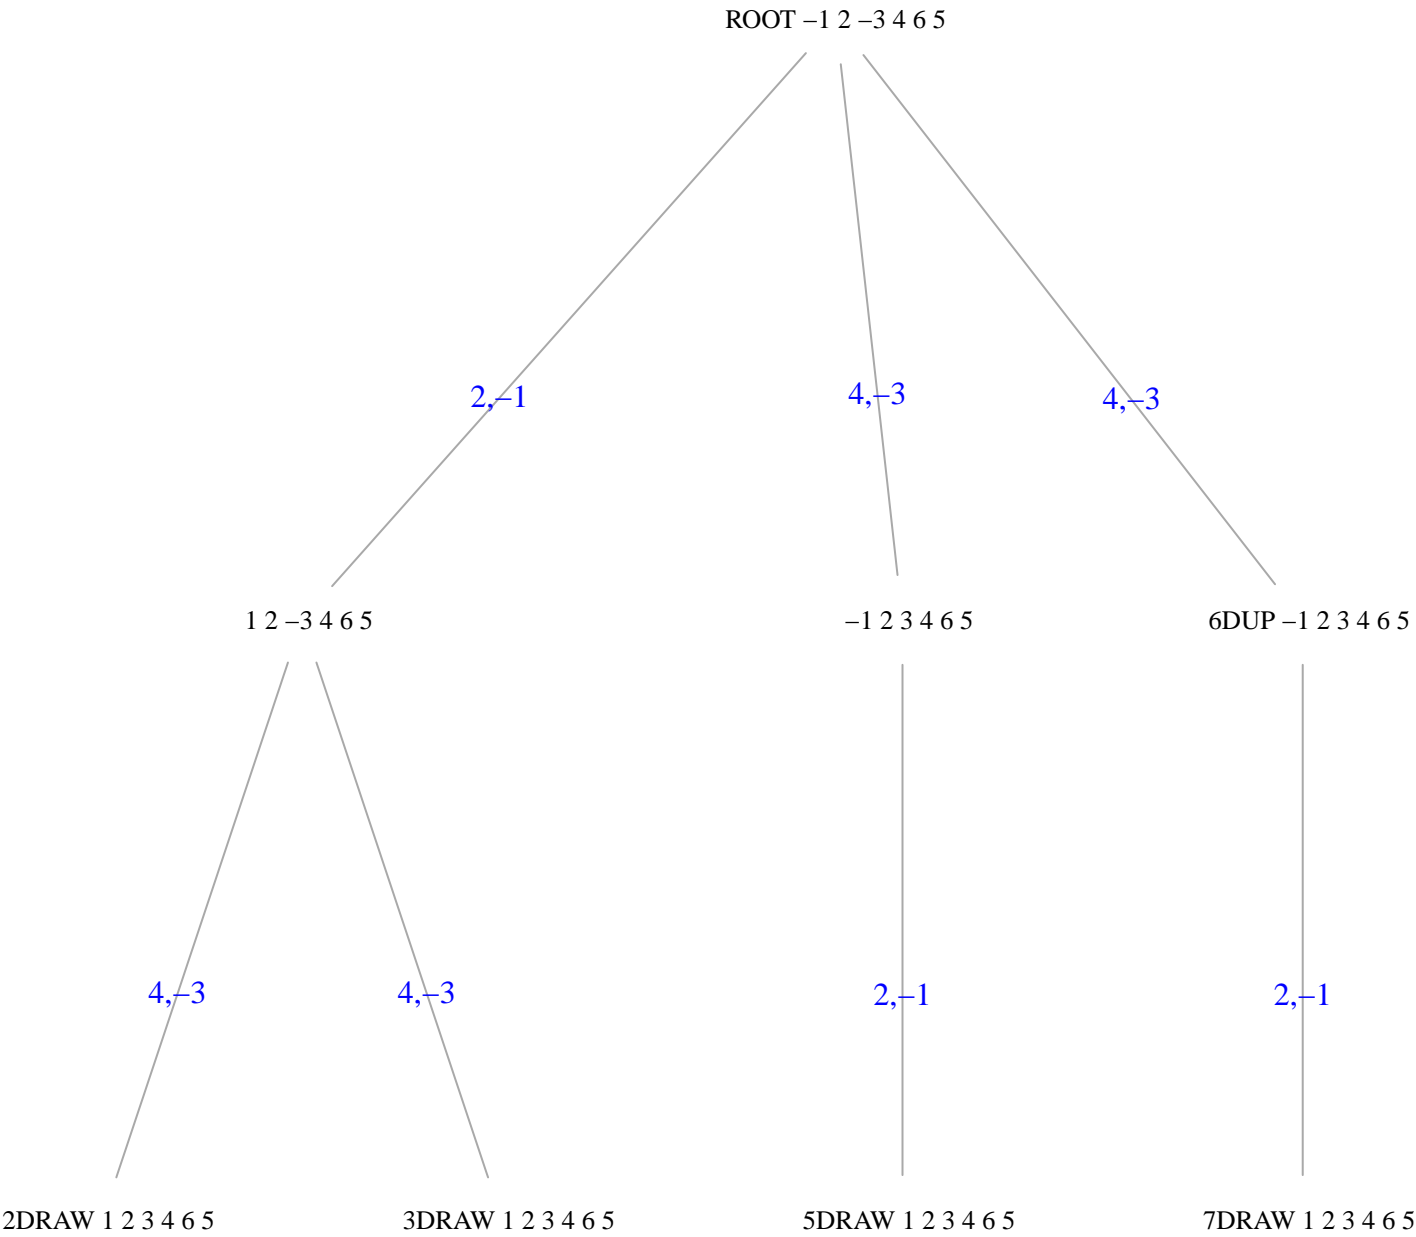 ROOT –1 2 –3 4 6 5
2,–1
4,–3
4,–3
1 2 –3 4 6 5
–1 2 3 4 6 5
6DUP –1 2 3 4 6 5
4,–3
4,–3
2,–1
2,–1
2DRAW 1 2 3 4 6 5
3DRAW 1 2 3 4 6 5
5DRAW 1 2 3 4 6 5
7DRAW 1 2 3 4 6 5